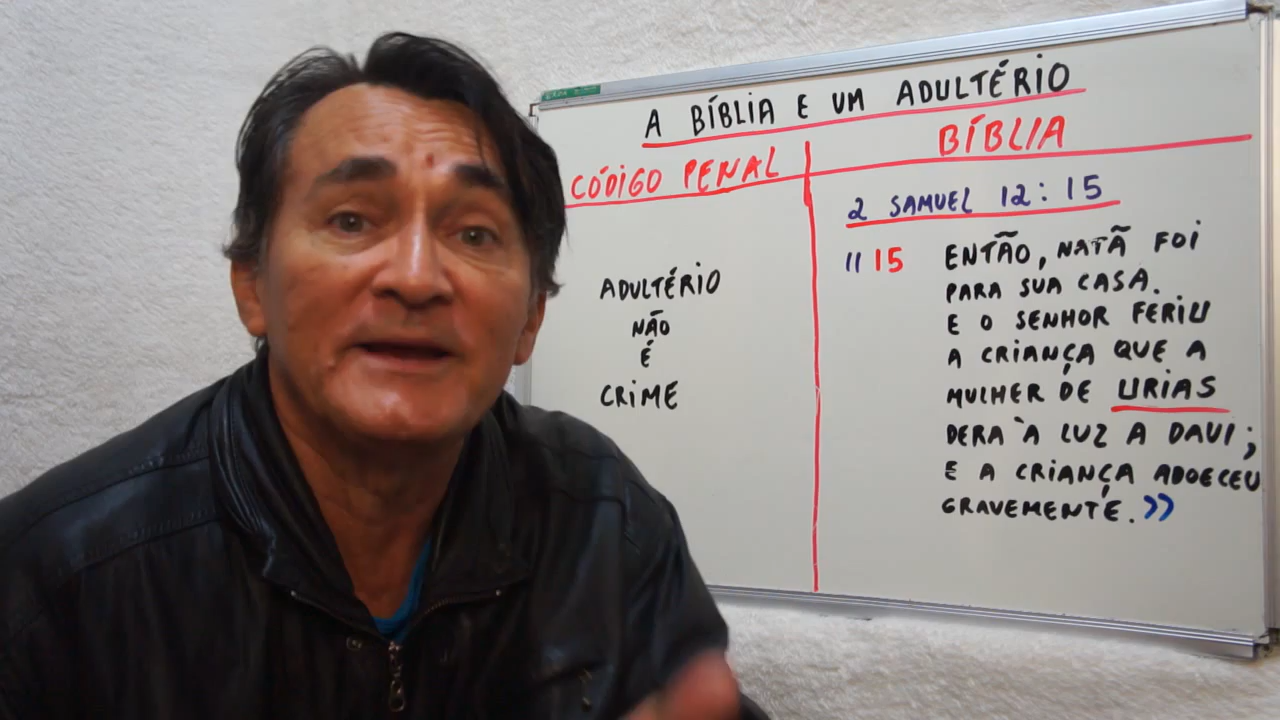 A BÍBLIA E UM ADULTÉRIO
CÓDIGO PENAL
ADULTÉRIO
NÃO
É
CRIME
BÍBLIA
2 SAMUEL 12:15
"15 ENTÃO, NATÃ FOI
PARA SUA CASA.
E O SENHOR FERIU
A CRIANÇA QUE A
MULHER DE URIAS
DERA À LUZ A DAVI;
E A CRIANÇA ADOECEU
GRAVEMENTE.»